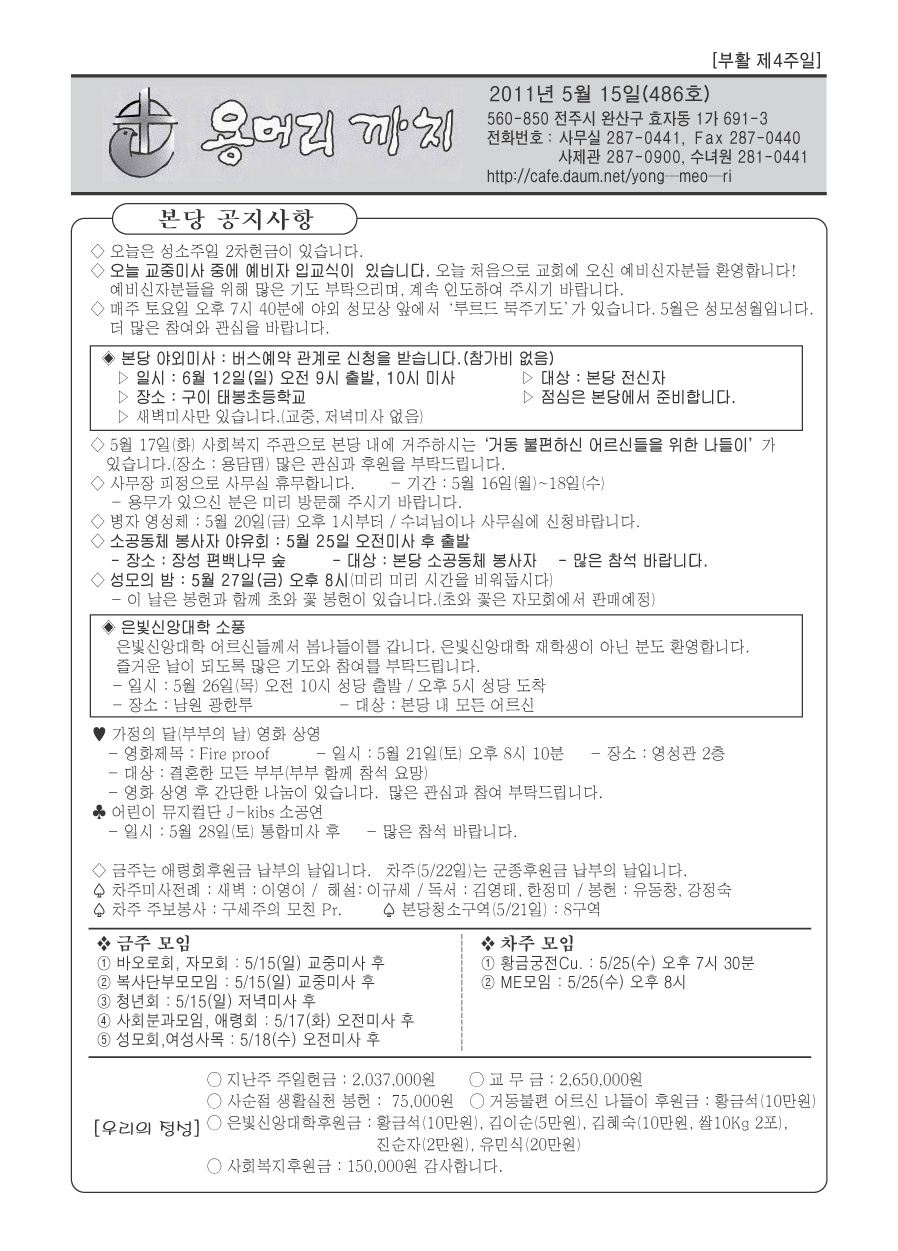 [부활 제4주일]
용머리 까치
2011년 5월 15일(486호)
560-850 전주시 완산구 효자동 1가 691-3
전화번호 : 사무실 287-0441, Fax 287-0440
사제관 287-0900, 수녀원 281-0441
http://cafe.daum.net/yong─meo─ri
본당 공지사항
◇ 오늘은 성소주일 2차헌금이 있습니다.
◇ 오늘 교중미사 중에 예비자 입교식이 있습니다. 오늘 처음으로 교회에 오신 예비신자분들 환영합니다!
예비신자분들을 위해 많은 기도 부탁으리며, 계속 인도하여 주시기 바랍니다.
◇ 매주 토요일 오후 7시 40분에 야외 성모상 앞에서 ‘루르드 묵주기도’가 있습니다. 5월은 성모성월입니다.
더 많은 참여와 관심을 바랍니다.
◈ 본당 야외미사 : 버스예약 관계로 신청을 받습니다.(참가비 없음)
▷ 일시 : 6월 12일(일) 오전 9시 출발, 10시 미사 ▷ 대상 : 본당 전신자
▷ 장소 : 구이 태봉초등학교 ▷ 점심은 본당에서 준비합니다.
▷ 새벽미사만 있습니다.(교중, 저녁미사 없음)
◇ 5월 17일(화) 사회복지 주관으로 본당 내에 거주하시는 ‘거동 불편하신 어르신들을 위한 나들이’가
있습니다.(장소 : 용담댐) 많은 관심과 후원을 부탁드립니다.
◇ 사무장 피정으로 사무실 휴무합니다. - 기간 : 5월 16일(월)~18일(수)
- 용무가 있으신 분은 미리 방문해 주시기 바랍니다.
◇ 병자 영성체 : 5월 20일(금) 오후 1시부터 / 수녀님이나 사무실에 신청바랍니다.
◇ 소공동체 봉사자 야유회 : 5월 25일 오전미사 후 출발
- 장소 : 장성 편백나무 숲 - 대상 : 본당 소공동체 봉사자 - 많은 참석 바랍니다.
◇ 성모의 밤 : 5월 27일(금) 오후 8시(미리 미리 시간을 비워둡시다)
- 이 날은 봉헌과 함께 초와 꽃 봉헌이 있습니다.(초와 꽃은 자모회에서 판매예정)
◈ 은빛신앙대학 소풍
은빛신앙대학 어르신들께서 봄나들이를 갑니다. 은빛신앙대학 재학생이 아닌 분도 환영합니다.
즐거운 날이 되도록 많은 기도와 참여를 부탁드립니다.
- 일시 : 5월 26일(목) 오전 10시 성당 출발 / 오후 5시 성당 도착
- 장소 : 남원 광한루 - 대상 : 본당 내 모든 어르신
♥ 가정의 달(부부의 날) 영화 상영
- 영화제목 : Fire proof - 일시 : 5월 21일(토) 오후 8시 10분 - 장소 : 영성관 2층
- 대상 : 결혼한 모든 부부(부부 함께 참석 요망)
- 영화 상영 후 간단한 나눔이 있습니다. 많은 관심과 참여 부탁드립니다.
♣ 어린이 뮤지컬단 J-kibs 소공연
- 일시 : 5월 28일(토) 통합미사 후 - 많은 참석 바랍니다.
◇ 금주는 애령회후원금 납부의 날입니다. 차주(5/22일)는 군종후원금 납부의 날입니다.
♤ 차주미사전례 : 새벽 : 이영이 / 해설: 이규세 / 독서 : 김영태, 한정미 / 봉헌 : 유동창, 강정숙
♤ 차주 주보봉사 : 구세주의 모친 Pr. ♤ 본당청소구역(5/21일) : 8구역
❖ 금주 모임
① 바오로회, 자모회 : 5/15(일) 교중미사 후
② 복사단부모모임 : 5/15(일) 교중미사 후
③ 청년회 : 5/15(일) 저녁미사 후
④ 사회분과모임, 애령회 : 5/17(화) 오전미사 후
⑤ 성모회,여성사목 : 5/18(수) 오전미사 후
❖ 차주 모임
① 황금궁전Cu. : 5/25(수) 오후 7시 30분
② ME모임 : 5/25(수) 오후 8시
[우리의 정성]
○ 지난주 주일헌금 : 2,037,000원 ○ 교 무 금 : 2,650,000원
○ 사순절 생활실천 봉헌 : 75,000원 ○ 거동불편 어르신 나들이 후원금 : 황금석(10만원)
○ 은빛신앙대학후원금 : 황금석(10만원), 김이순(5만원), 김혜숙(10만원, 쌀10Kg 2포),
진순자(2만원), 유민식(20만원)
○ 사회복지후원금 : 150,000원 감사합니다.